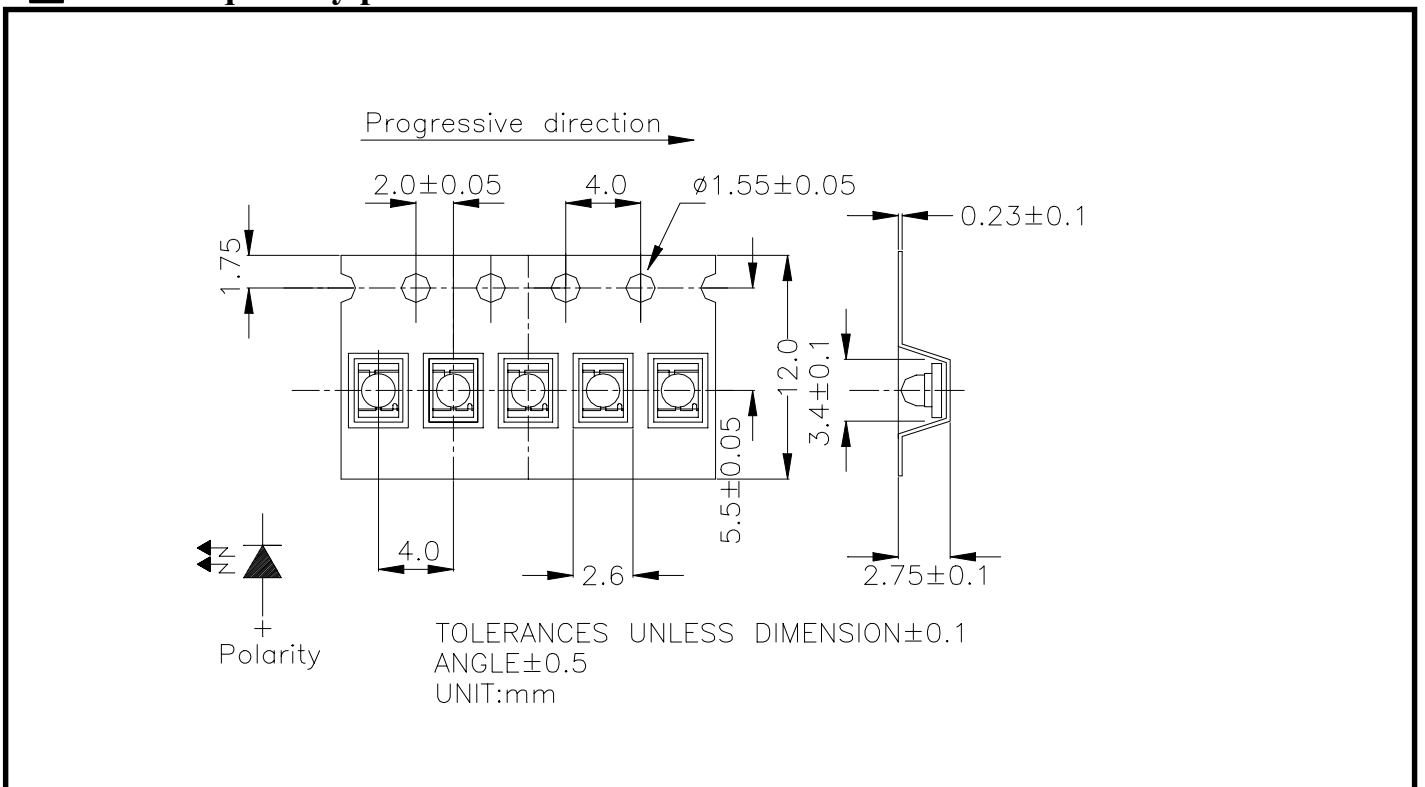 Progressive direction
2.0±0.05
4.0
ø1.55±0.05
0.23±0.1
1.75
12.0
3.4±0.1
5.5±0.05
4.0
2.6
2.75±0.1
+
Polarity
TOLERANCES UNLESS DIMENSION±0.1
ANGLE±0.5
UNIT:mm